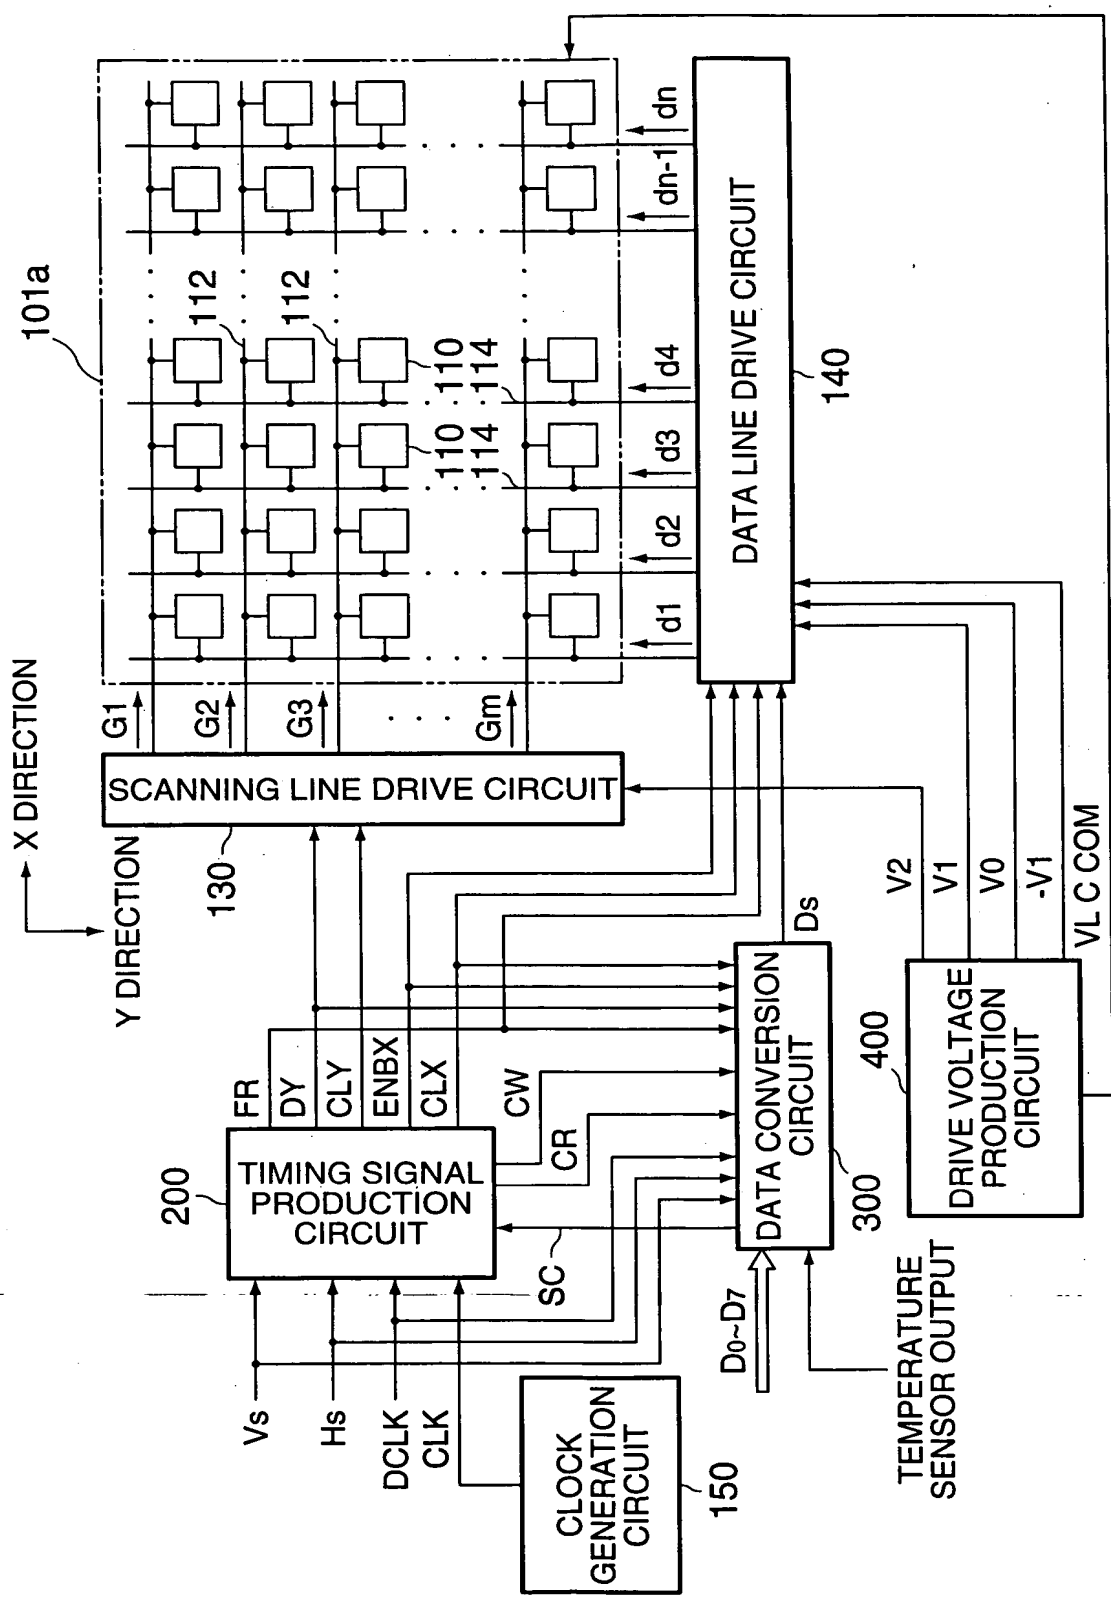 X DIRECTION
Y DIRECTION
101a
112
112
110
114
110
114
G1
G2
G3
. . .
Gm
SCANNING LINE DRIVE CIRCUIT
130
d1
d2
d3
d4
dn-1
dn
DATA LINE DRIVE CIRCUIT
140
200
TIMING SIGNAL
PRODUCTION
CIRCUIT
FR
DY
CLY
ENBX
CLX
CW
CR
SC
Vs
Hs
DCLK
CLK
CLOCK
GENERATION
CIRCUIT
150
D0~D7
TEMPERATURE
SENSOR OUTPUT
DATA CONVERSION
CIRCUIT
300
Ds
400
DRIVE VOLTAGE
PRODUCTION
CIRCUIT
V2
V1
V0
-V1
VL C COM